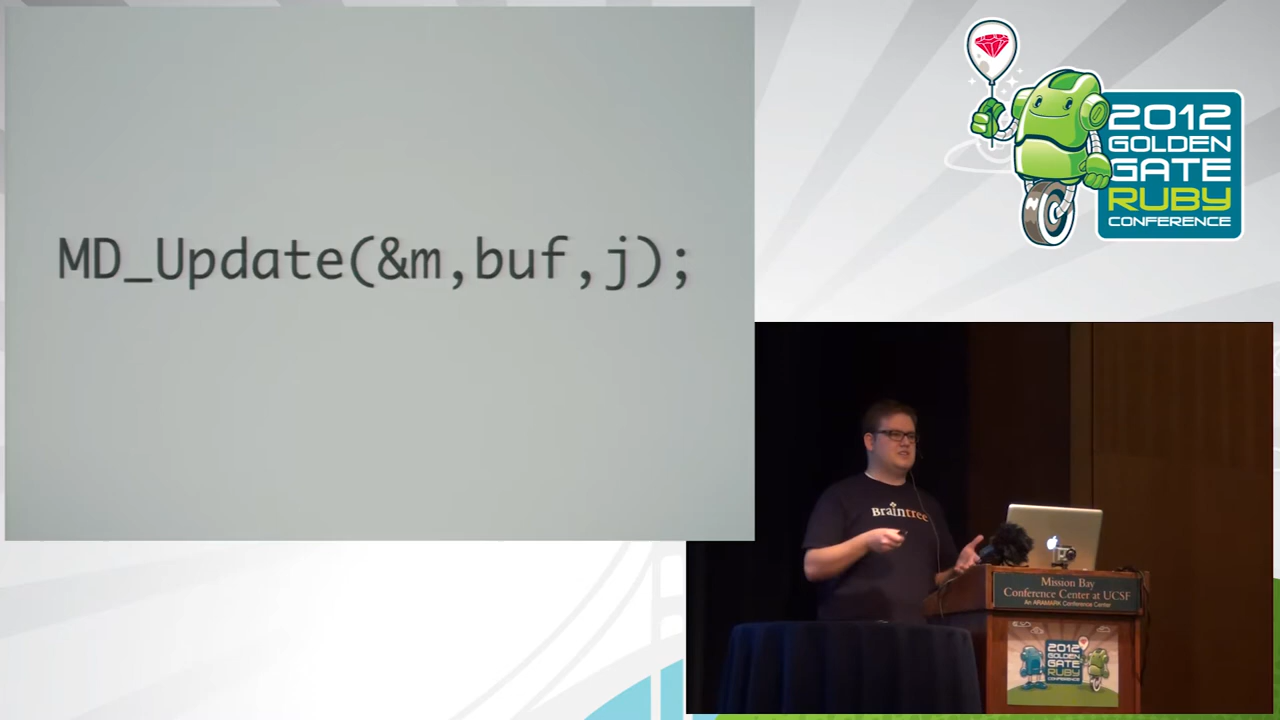 MD_Update(&m,buf,j);
2012
GOLDEN
GATE
RUBY
CONFERENCE
Braintree
Mission Bay
Conference Center at UCSF
An ARAMARK Conference Center
2012
GOLDEN
GATE
RUBY
CONFERENCE